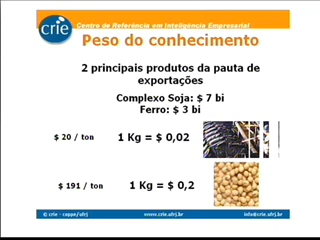 crie
Centro de Referência em Inteligência Empresarial
Peso do conhecimento
2 principais produtos da pauta de
exportações
Complexo Soja: $ 7 bi
Ferro: $ 3 bi
$ 20 / ton
1 Kg = $ 0,02
$ 191 / ton
1 Kg = $ 0,2
© crie - coppe/ufrj
www.crie.ufrj.br
info@crie.ufrj.br